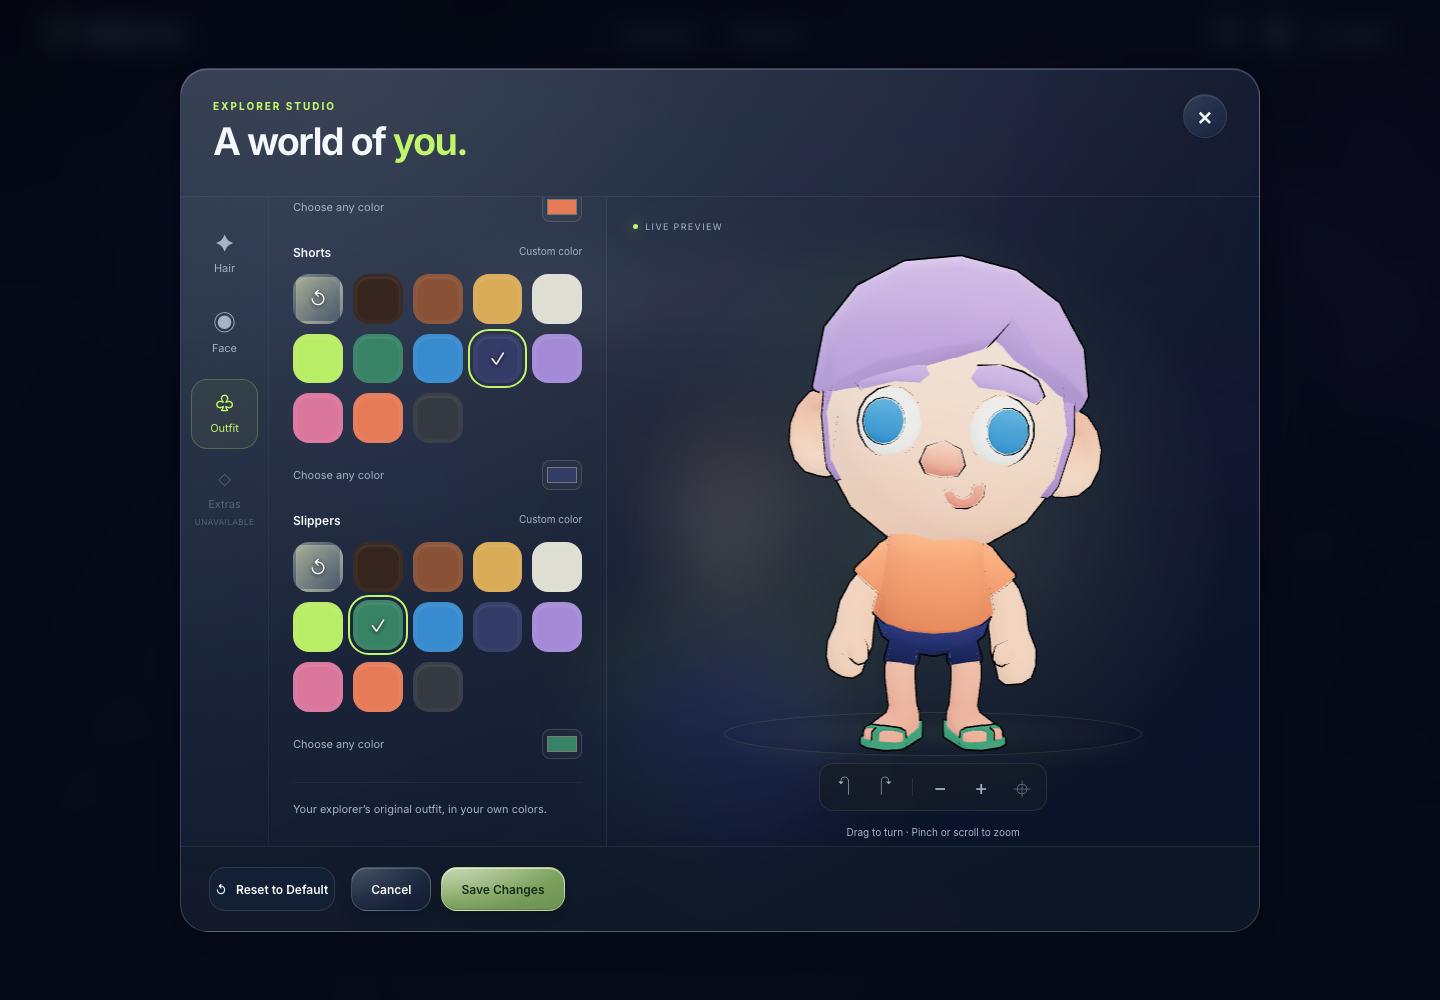 EXPLORER STUDIO
A world of you.
Choose any color
LIVE PREVIEW
Hair
Face
Outfit
Extras
UNAVAILABLE
Shorts
Custom color
Choose any color
Slippers
Custom color
Choose any color
Your explorer’s original outfit, in your own colors.
Drag to turn · Pinch or scroll to zoom
Reset to Default
Cancel
Save Changes